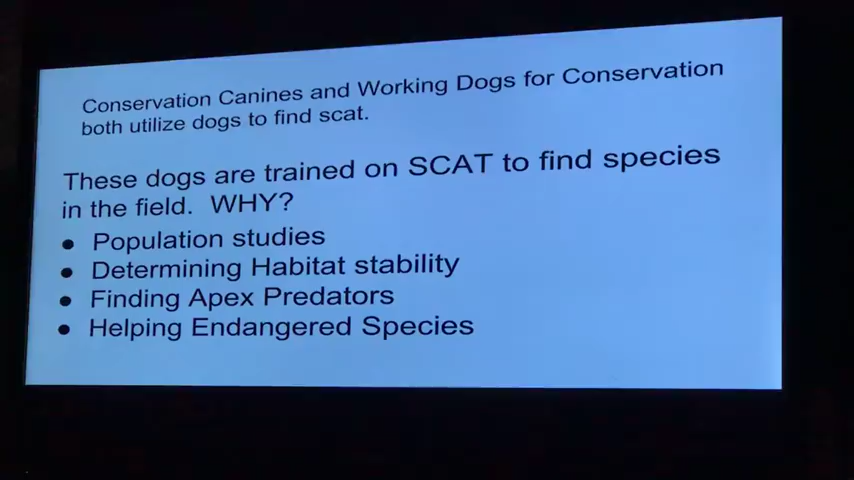 Conservation Canines and Working Dogs for Conservation
both utilize dogs to find scat.
These dogs are trained on SCAT to find species
in the field. WHY?
● Population studies
● Determining Habitat stability
● Finding Apex Predators
● Helping Endangered Species